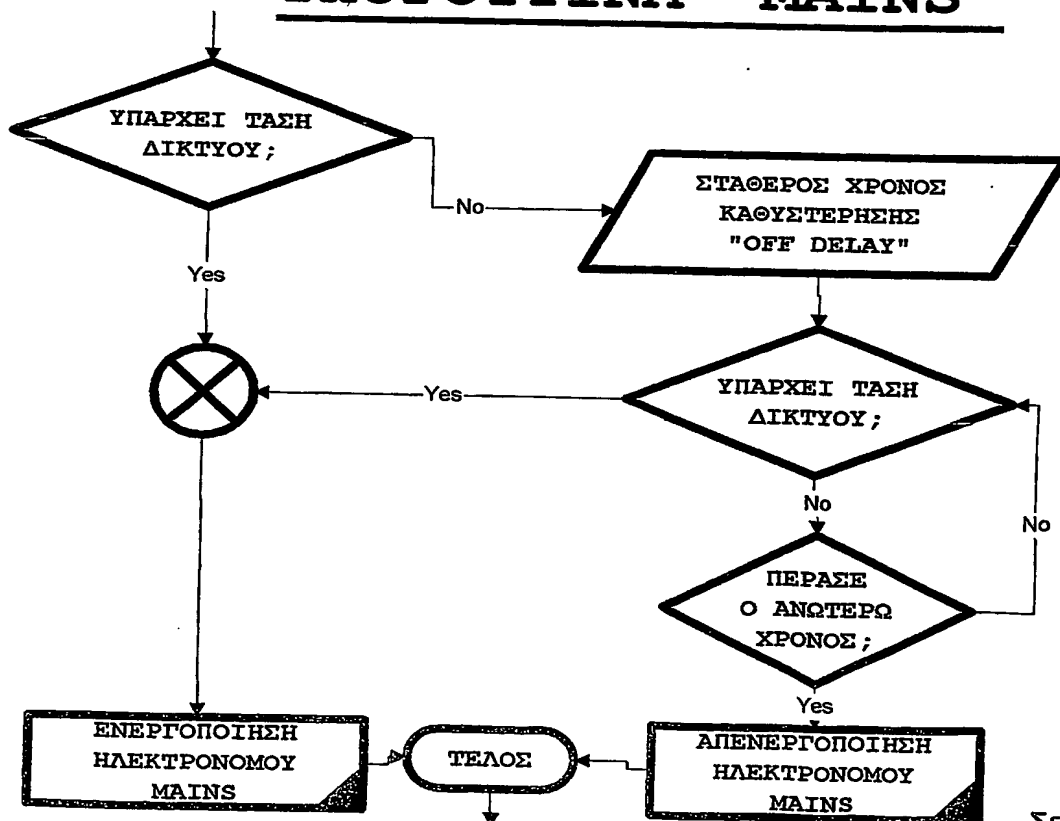 MAINS
ΥΠΑΡΧΕΙ ΤΑΣΗ
ΔΙΚΤΥΟΥ;
No
ΣΤΑΘΕΡΟΣ ΧΡΟΝΟΣ
ΚΑΘΥΣΤΕΡΗΣΗΣ
"OFF DELAY"
Yes
Yes
ΥΠΑΡΧΕΙ ΤΑΣΗ
ΔΙΚΤΥΟΥ;
No
No
ΠΕΡΑΣΕ
Ο ΑΝΩΤΕΡΩ
ΧΡΟΝΟΣ;
Yes
ΕΝΕΡΓΟΠΟΙΗΣΗ
ΗΛΕΚΤΡΟΝΟΜΟΥ
MAINS
ΤΕΛΟΣ
ΑΠΕΝΕΡΓΟΠΟΙΗΣΗ
ΗΛΕΚΤΡΟΝΟΜΟΥ
MAINS